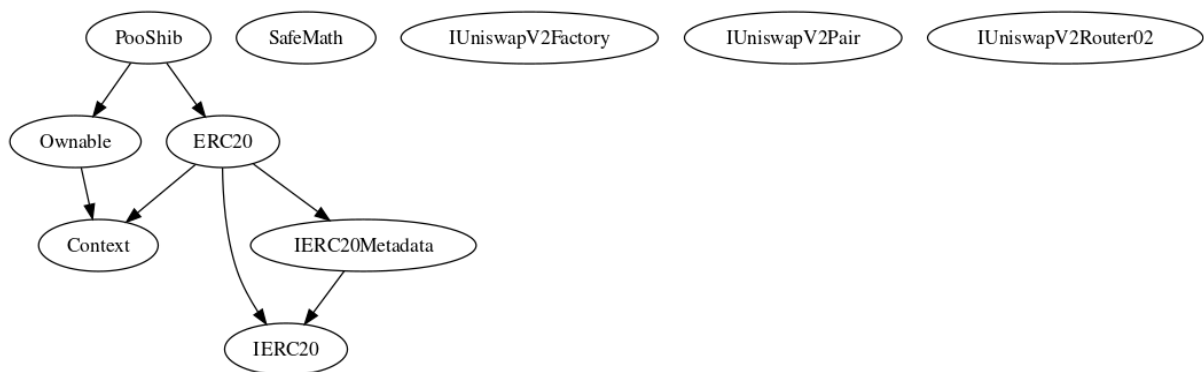 PooShib
SafeMath
IUniswapV2Factory
IUniswapV2Pair
IUniswapV2Router02
Ownable
ERC20
Context
IERC20Metadata
IERC20